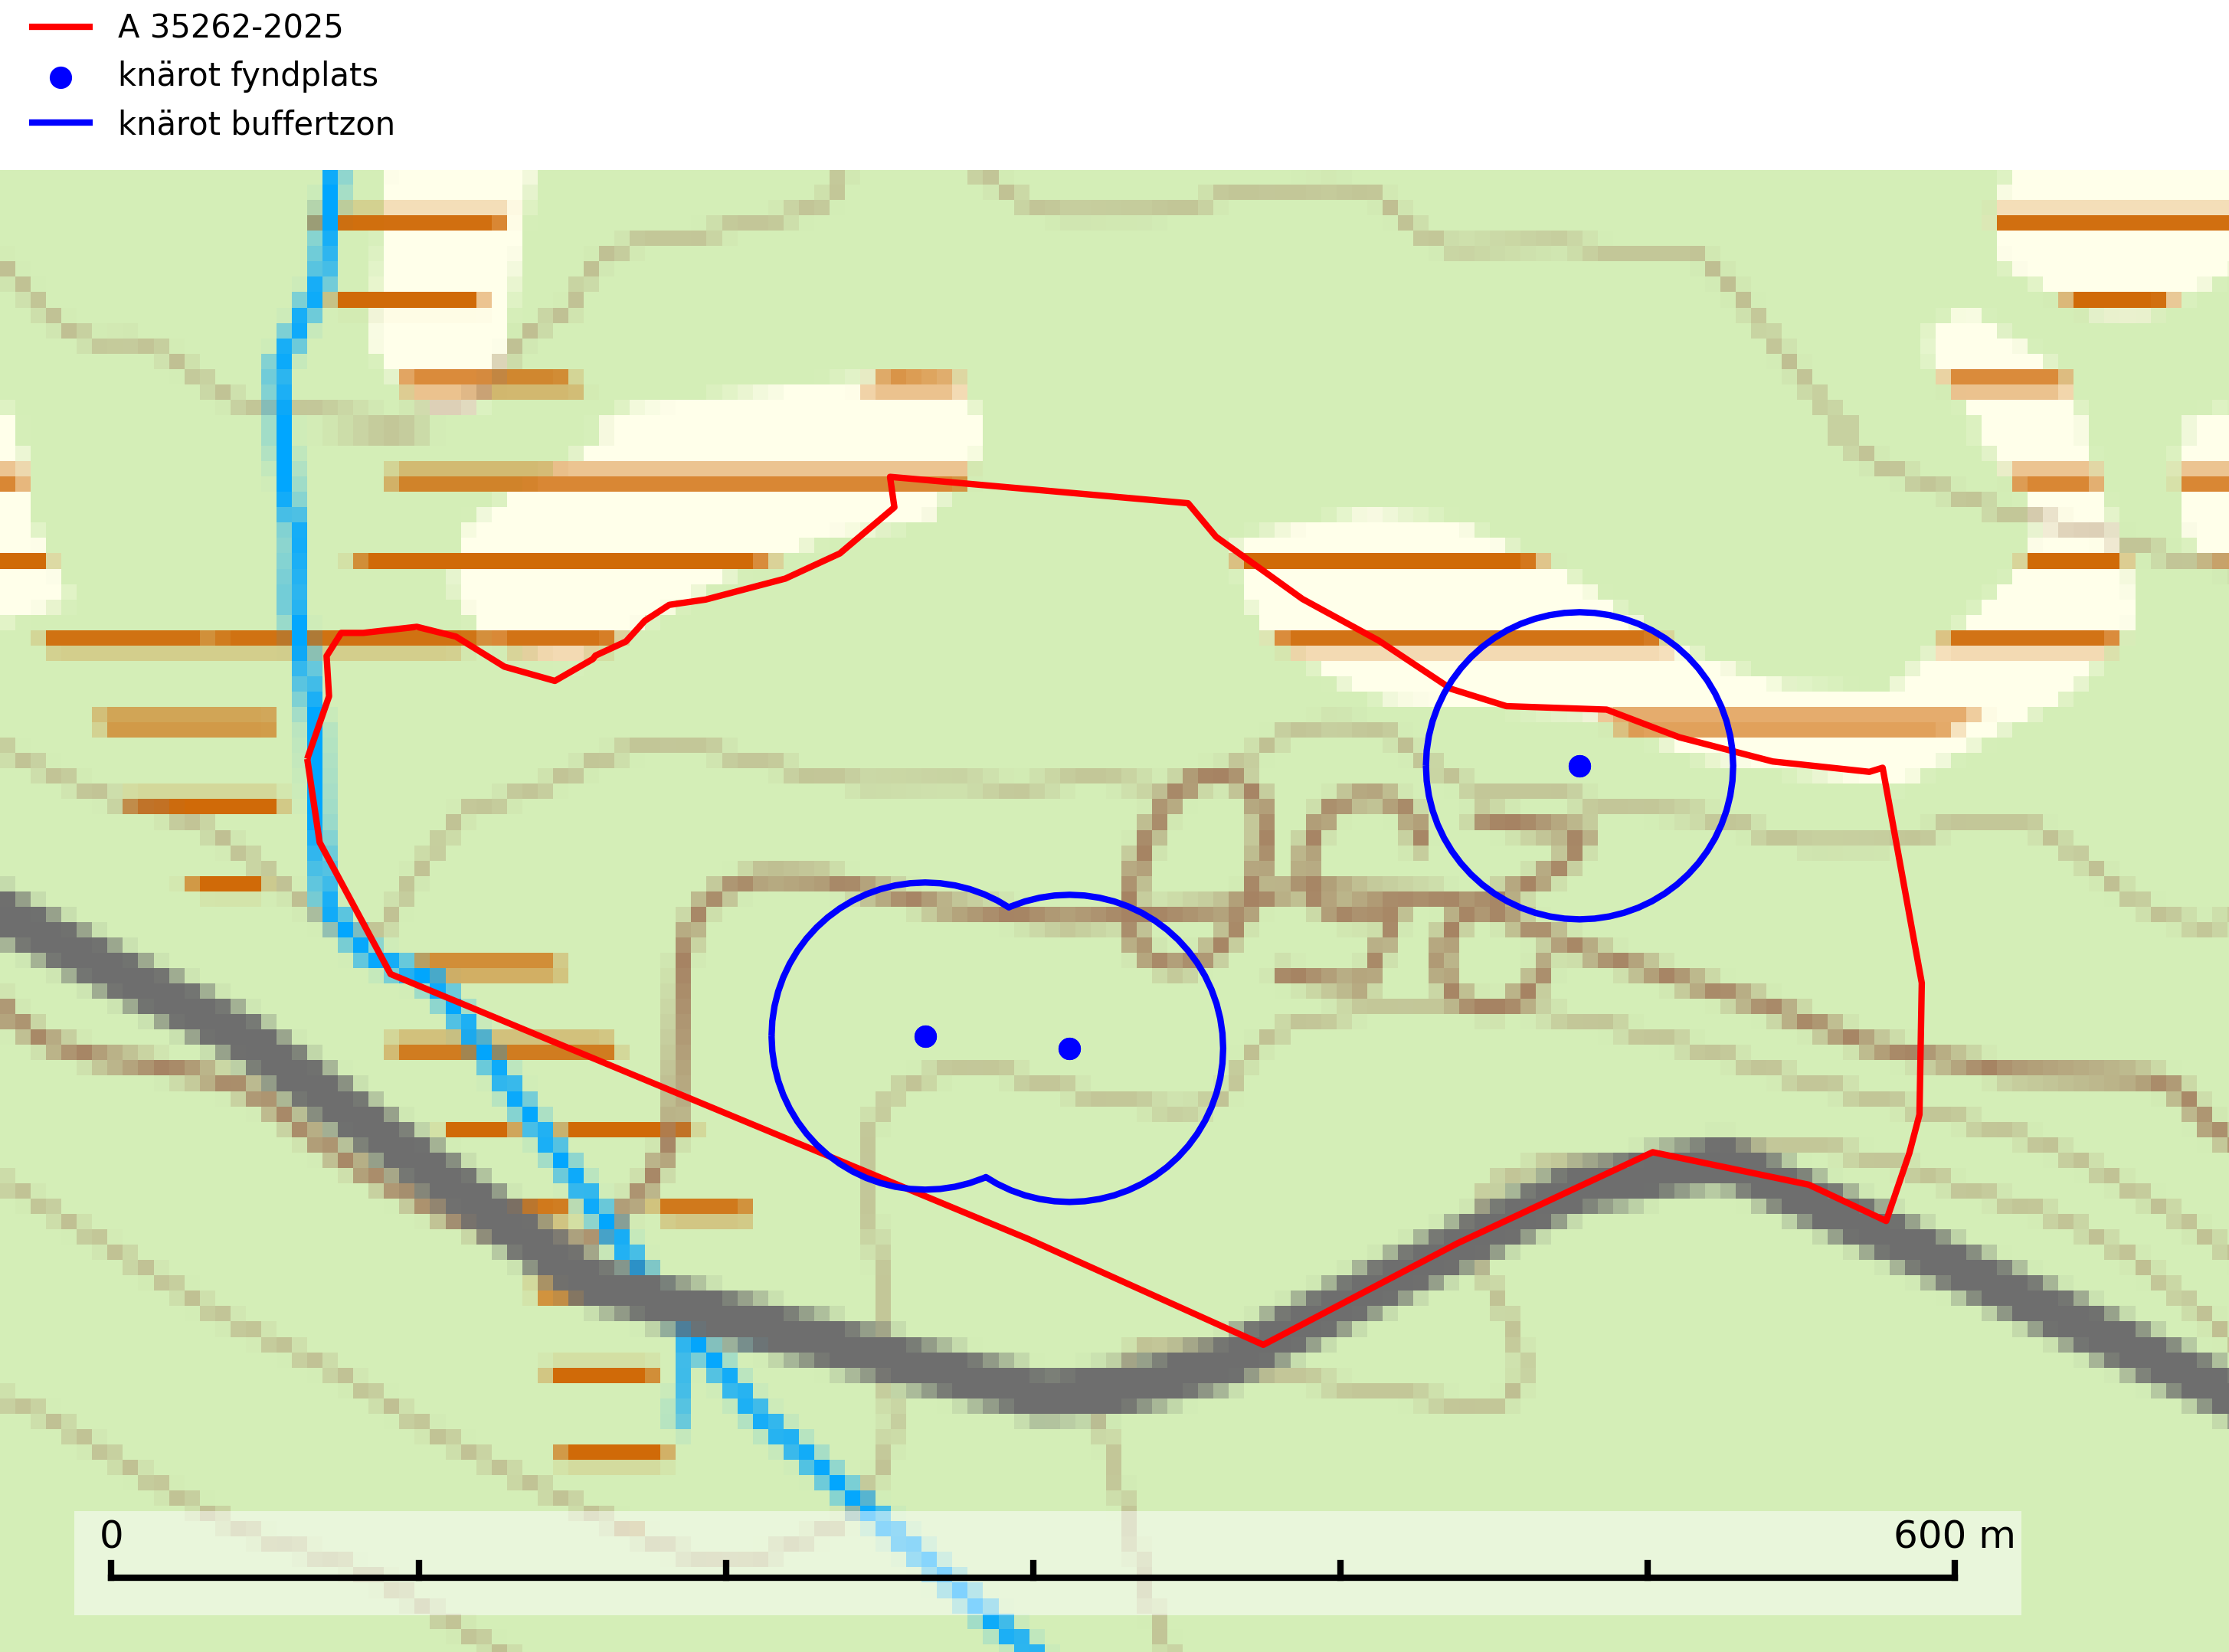 A 35262-2025
knärot fyndplats
knärot buffertzon
0 600 m